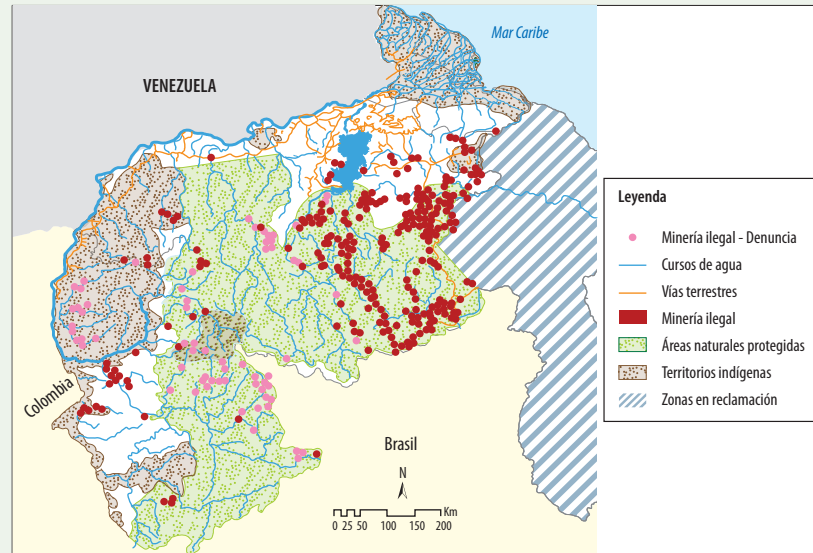 Mar Caribe
VENEZUELA
Colombia
Brasil
N
Km
0 25 50 100 150 200
Leyenda
Minería ilegal - Denuncia
Cursos de agua
Vías terrestres
Minería ilegal
Áreas naturales protegidas
Territorios indígenas
Zonas en reclamación